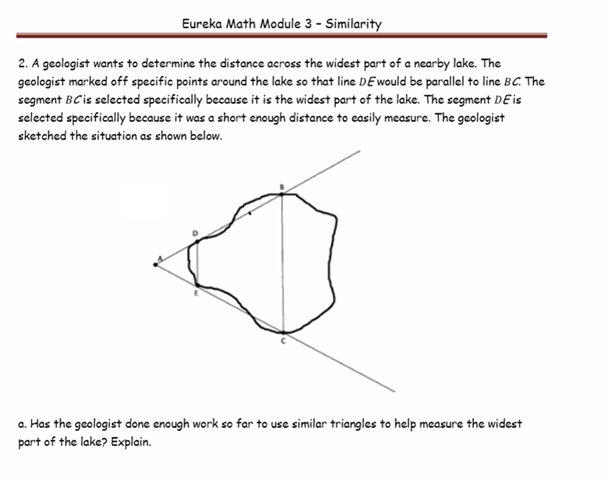 Eureka Math Module 3 – Similarity
2. A geologist wants to determine the distance across the widest part of a nearby lake. The
geologist marked off specific points around the lake so that line DE would be parallel to line BC. The
segment BC is selected specifically because it is the widest part of the lake. The segment DE is
selected specifically because it was a short enough distance to easily measure. The geologist
sketched the situation as shown below.
B
D
A
E
C
a. Has the geologist done enough work so far to use similar triangles to help measure the widest
part of the lake? Explain.